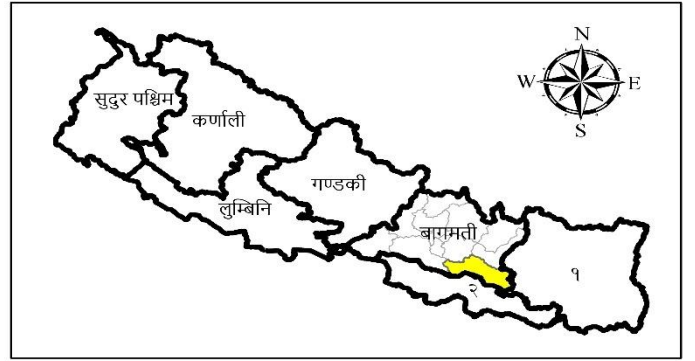 N
W E
S
सुदुर पश्चिम
कर्णाली
गण्डकी
लुम्बिनि
बागमती
१
२